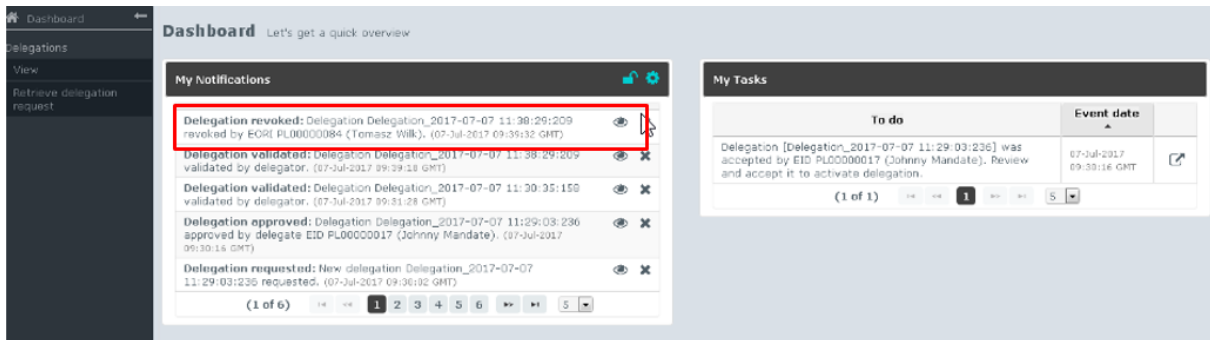 Dashboard
Delegations
View
Retrieve delegation
request
Dashboard Let's get a quick overview
My Notifications
Delegation revoked: Delegation Delegation_2017-07-07 11:38:29:209
revoked by EORI PL00000084 (Tomasz Wilk). (07-Jul-2017 09:39:32 GMT)
Delegation validated: Delegation Delegation_2017-07-07 11:38:29:209
validated by delegator. (07-Jul-2017 09:39:18 GMT)
Delegation validated: Delegation Delegation_2017-07-07 11:30:35:158
validated by delegator. (07-Jul-2017 09:31:28 GMT)
Delegation approved: Delegation Delegation_2017-07-07 11:29:03:236
approved by delegate EID PL00000017 (Johnny Mandate). (07-Jul-2017
09:30:16 GMT)
Delegation requested: New delegation Delegation_2017-07-07
11:29:03:236 requested. (07-Jul-2017 09:30:02 GMT)
(1 of 6) 1 2 3 4 5 6 5
My Tasks
To do Event date
Delegation [Delegation_2017-07-07 11:29:03:236] was
accepted by EID PL00000017 (Johnny Mandate). Review
and accept it to activate delegation.
07-Jul-2017
09:30:16 GMT
(1 of 1) 1 5